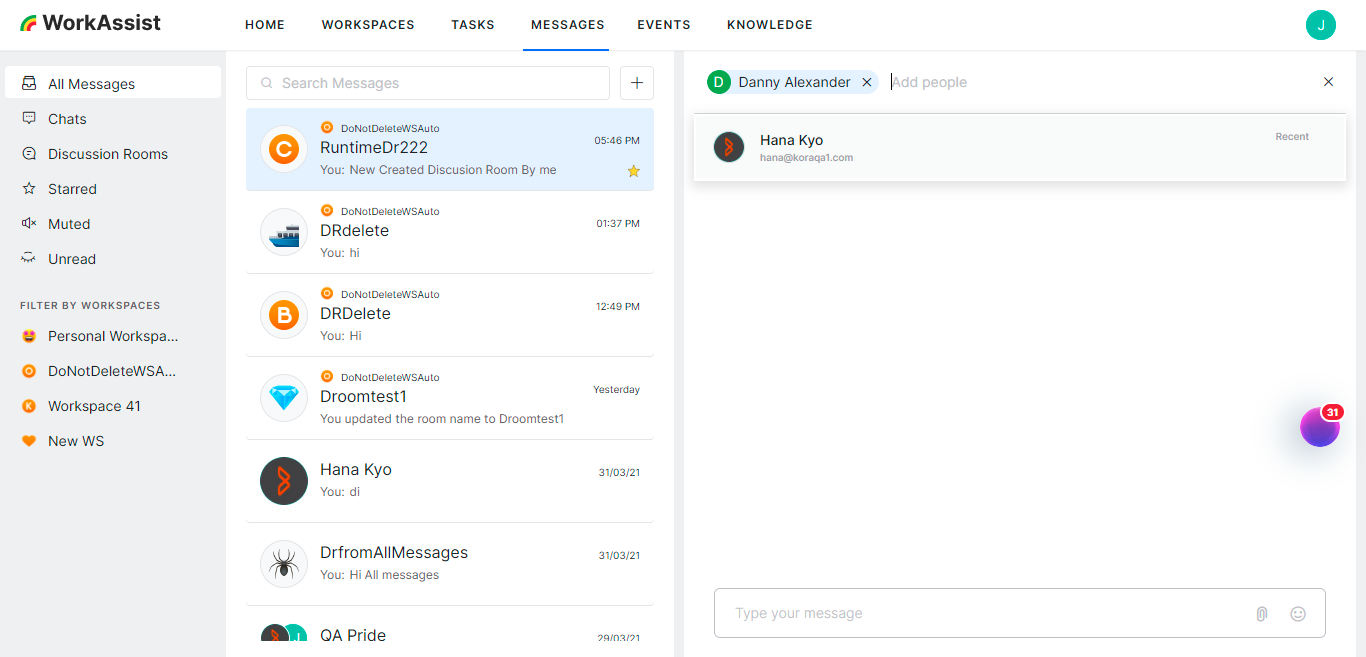 WorkAssist
HOME WORKSPACES TASKS MESSAGES EVENTS KNOWLEDGE
J
All Messages
Chats
Discussion Rooms
Starred
Muted
Unread
FILTER BY WORKSPACES
Personal Workspa...
DoNotDeleteWSA...
K Workspace 41
New WS
Search Messages
C
DoNotDeleteWSAuto
RuntimeDr222
05:46 PM
You: New Created Discusion Room By me
DoNotDeleteWSAuto
DRdelete
01:37 PM
You: hi
B
DoNotDeleteWSAuto
DRDelete
12:49 PM
You: Hi
DoNotDeleteWSAuto
Droomtest1
Yesterday
You updated the room name to Droomtest1
Hana Kyo
31/03/21
You: di
DrfromAllMessages
31/03/21
You: Hi All messages
J
QA Pride
29/03/21
D Danny Alexander Add people
Hana Kyo
Recent
hana@koraqa1.com
31
Type your message